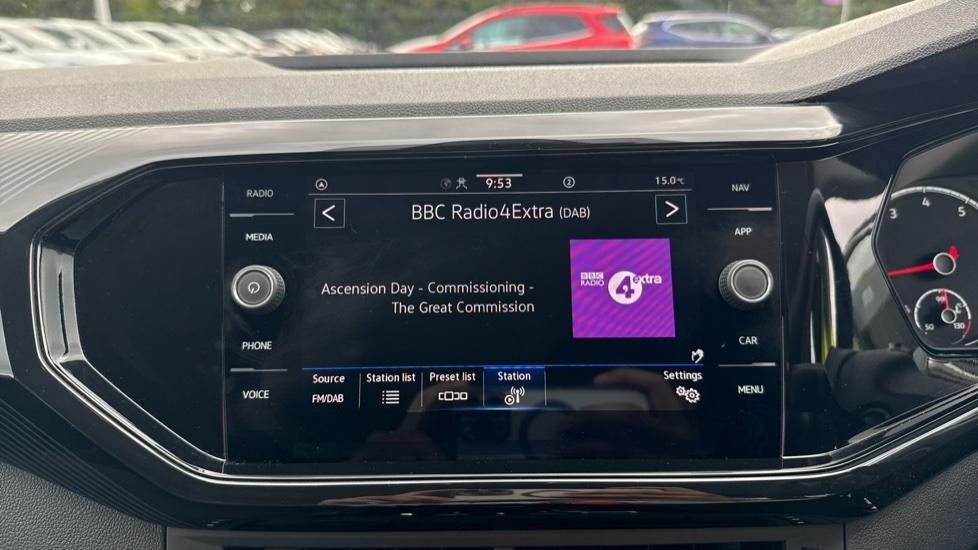 RADIO
MEDIA
PHONE
VOICE
9:53
2
15.0°C
<
BBC Radio4Extra (DAB)
>
Ascension Day - Commissioning -
The Great Commission
BBC
RADIO
4 extra
Source
FM/DAB
Station list
Preset list
Station
Settings
NAV
APP
CAR
MENU
3 4 5
50 90 130